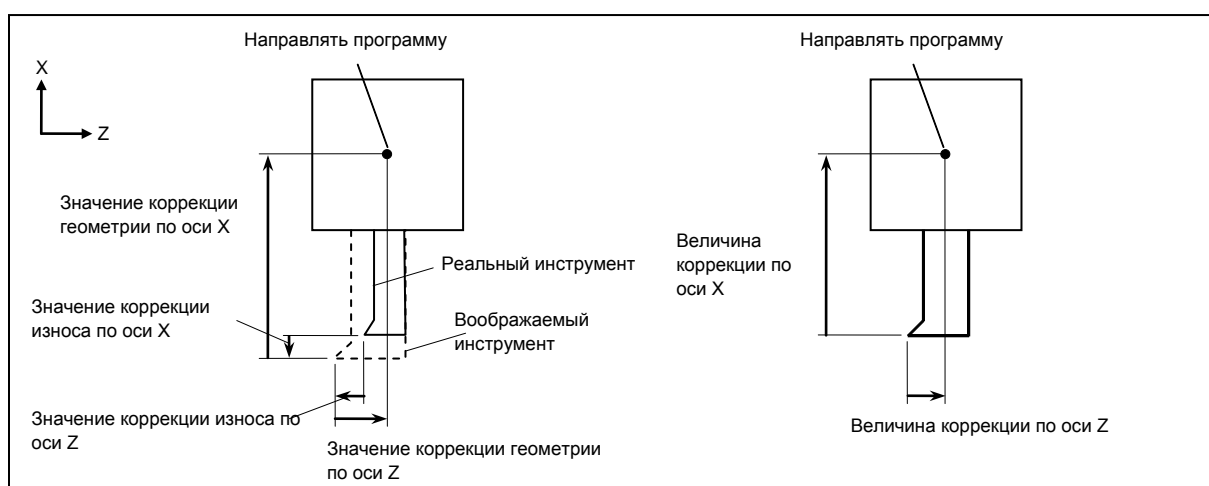 Направлять программу
X
Z
Значение коррекции
геометрии по оси X
Реальный инструмент
Значение коррекции
износа по оси X
Воображаемый
инструмент
Значение коррекции износа по
оси Z
Значение коррекции геометрии
по оси Z
Направлять программу
Величина
коррекции по
оси X
Величина коррекции по оси Z